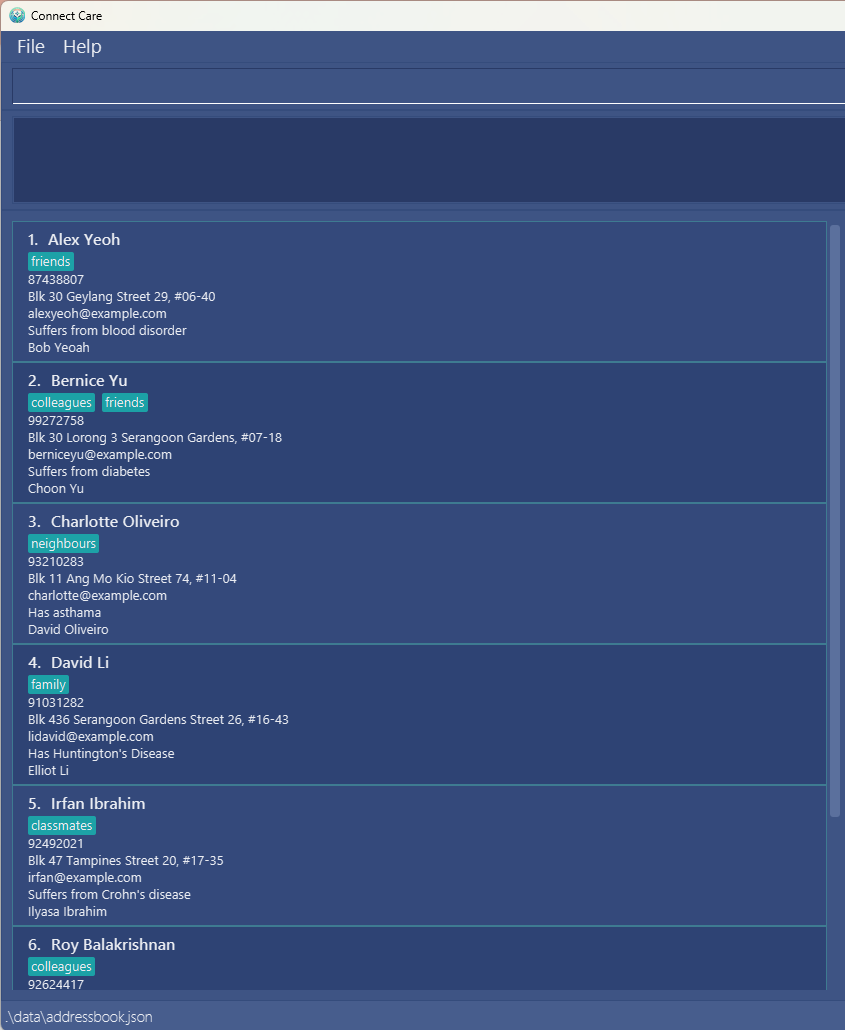 Connect Care
File Help
1. Alex Yeoh
friends
87438807
Blk 30 Geylang Street 29, #06-40
alexyeoh@example.com
Suffers from blood disorder
Bob Yeoah
2. Bernice Yu
colleagues friends
99272758
Blk 30 Lorong 3 Serangoon Gardens, #07-18
berniceyu@example.com
Suffers from diabetes
Choon Yu
3. Charlotte Oliveiro
neighbours
93210283
Blk 11 Ang Mo Kio Street 74, #11-04
charlotte@example.com
Has asthama
David Oliveiro
4. David Li
family
91031282
Blk 436 Serangoon Gardens Street 26, #16-43
lidavid@example.com
Has Huntington's Disease
Elliot Li
5. Irfan Ibrahim
classmates
92492021
Blk 47 Tampines Street 20, #17-35
irfan@example.com
Suffers from Crohn's disease
Ilyasa Ibrahim
6. Roy Balakrishnan
colleagues
92624417
.\data\addressbook.json